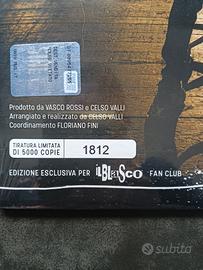 Prodotto da VASCO ROSSI e CELSO VALLI
Arrangiato e realizzato da CELSO VALLI
Coordinamento FLORIANO FINI
TIRATURA LIMITATA
DI 5000 COPIE
1812
EDIZIONE ESCLUSIVA PER IL BLASCO FAN CLUB
subito